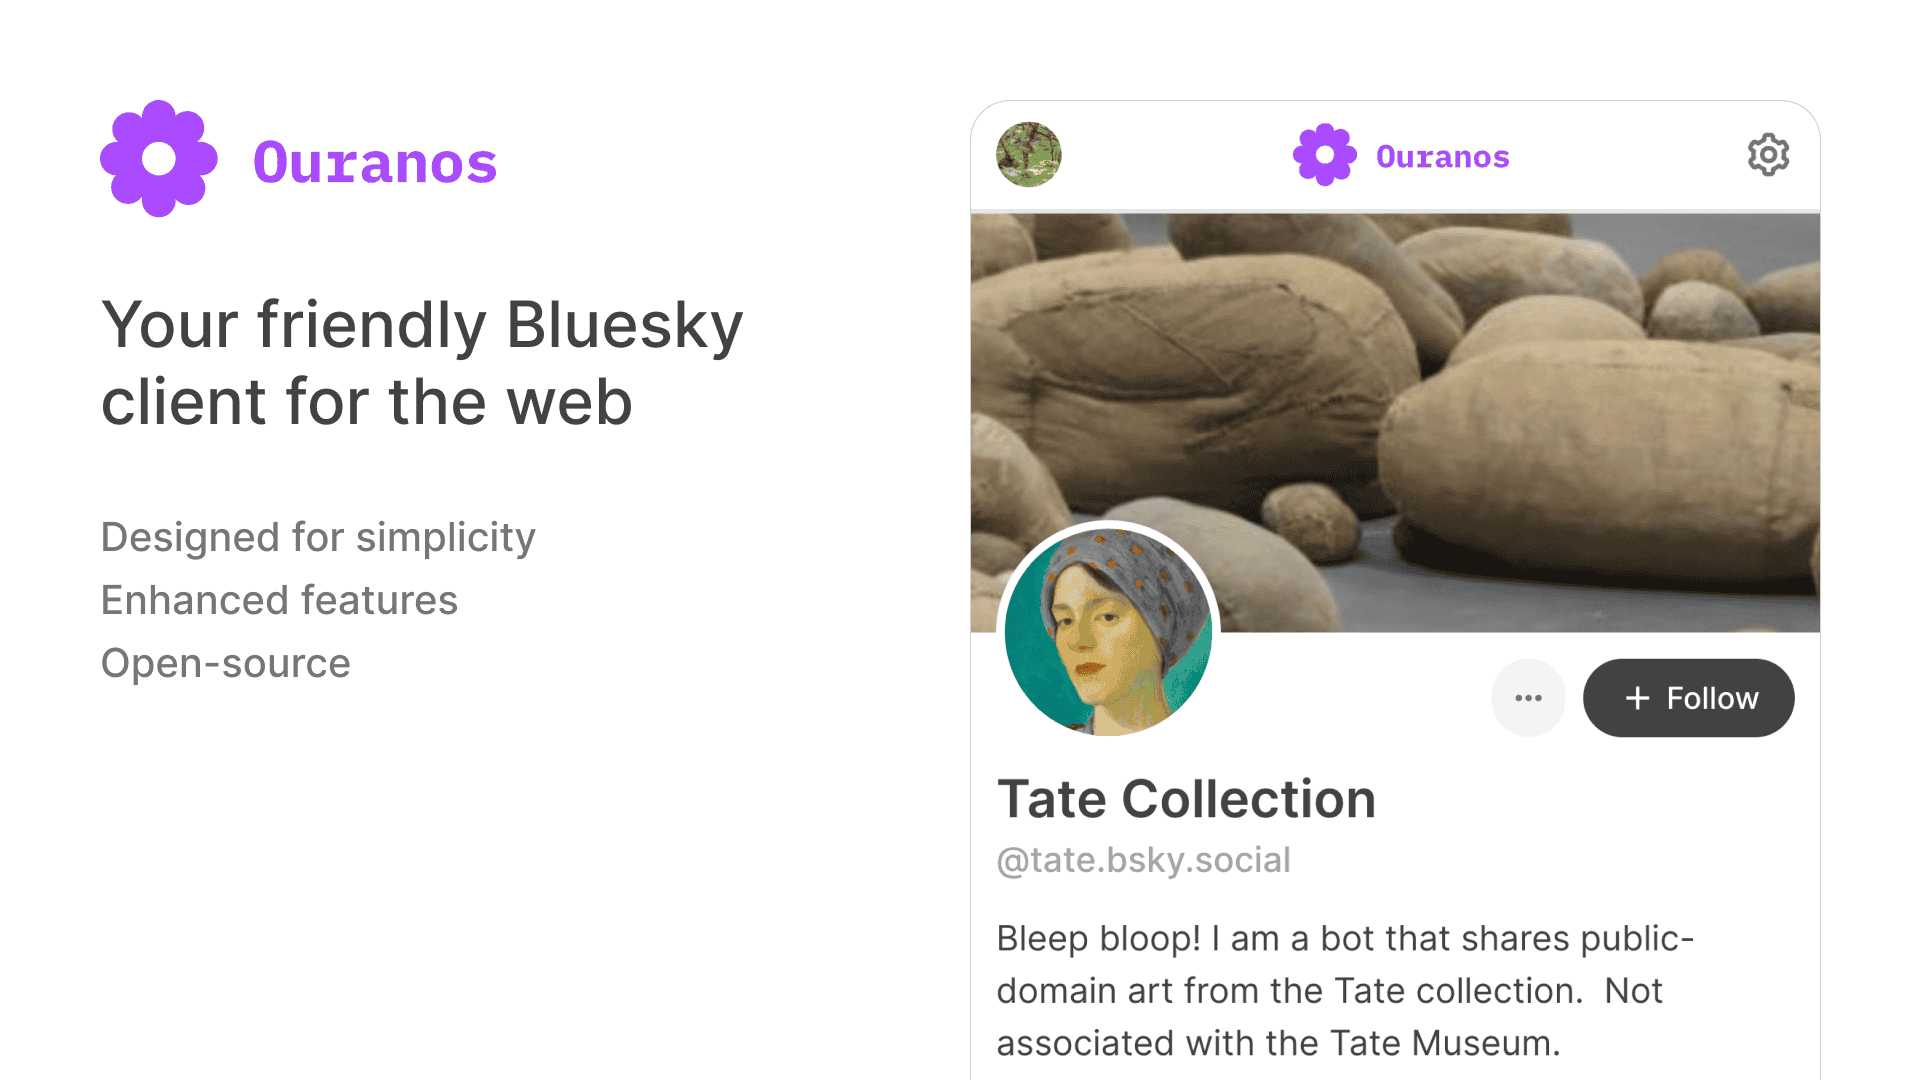 Ouranos
Your friendly Bluesky
client for the web
Designed for simplicity
Enhanced features
Open-source
Ouranos
+ Follow
Tate Collection
@tate.bsky.social
Bleep bloop! I am a bot that shares public-
domain art from the Tate collection.  Not
associated with the Tate Museum.